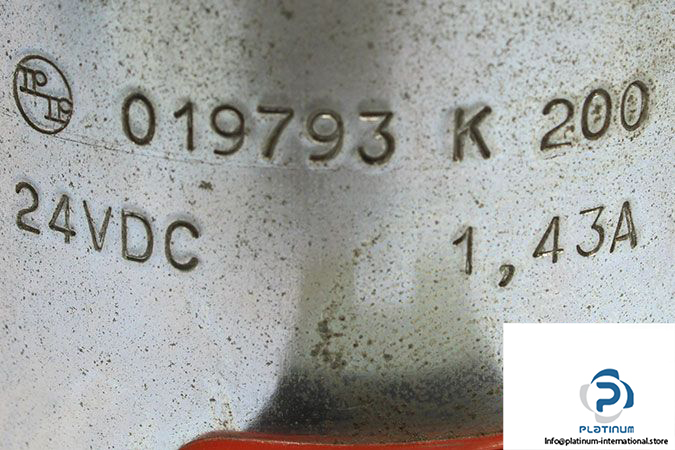 019793 K 200
24VDC 1,43A
PLATINUM
Info@platinum-international.store